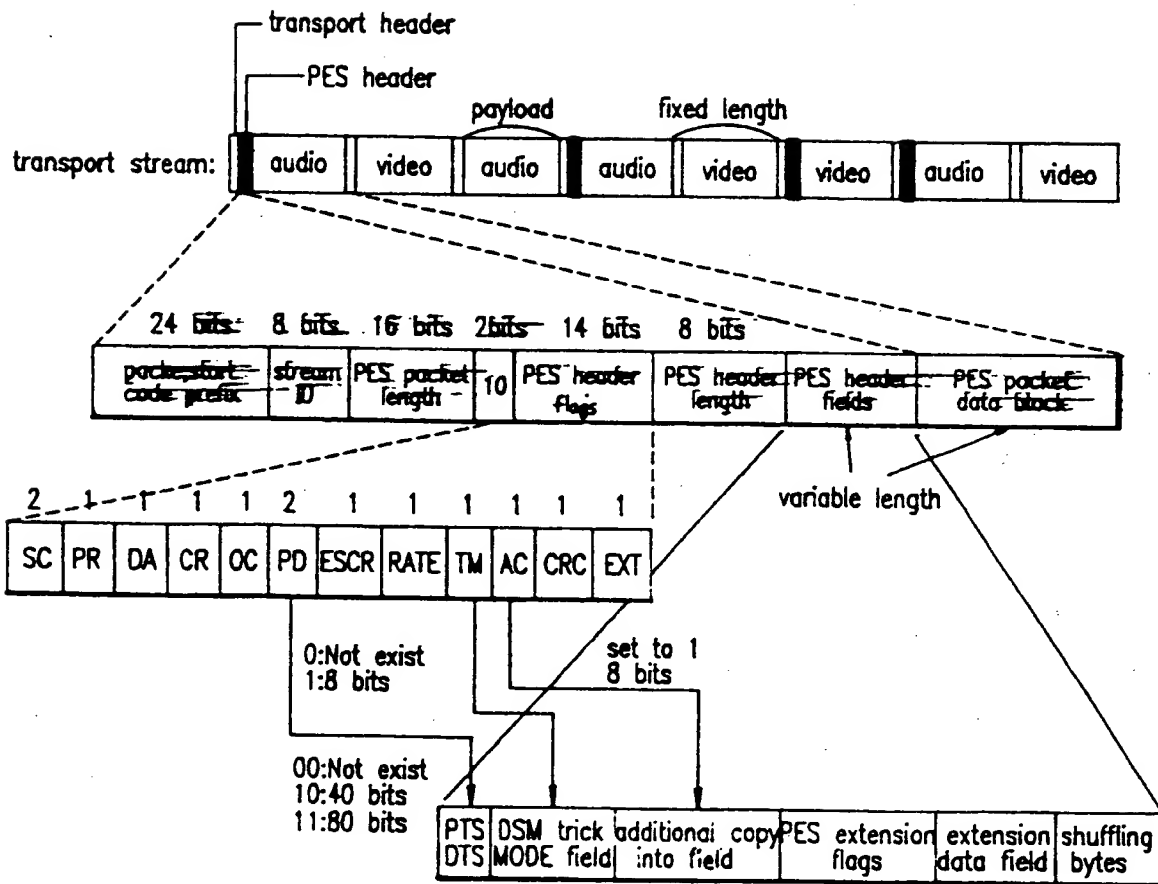 transport header
PES header
payload fixed length
transport stream: audio video audio audio video video audio video
24 bits 8 bits 16 bits 2bits 14 bits 8 bits
packe,start stream PES packet 10 PES header PES header PES header PES packet
code prefix ID length flags length fields data block
variable length
2 1 1 1 1 2 1 1 1 1 1 1
SC PR DA CR OC PD ESCR RATE TM AC CRC EXT
0:Not exist
1:8 bits
set to 1
8 bits
00:Not exist
10:40 bits
11:80 bits
PTS DSM trick additional copy PES extension extension shuffling
DTS MODE field into field flags data field bytes